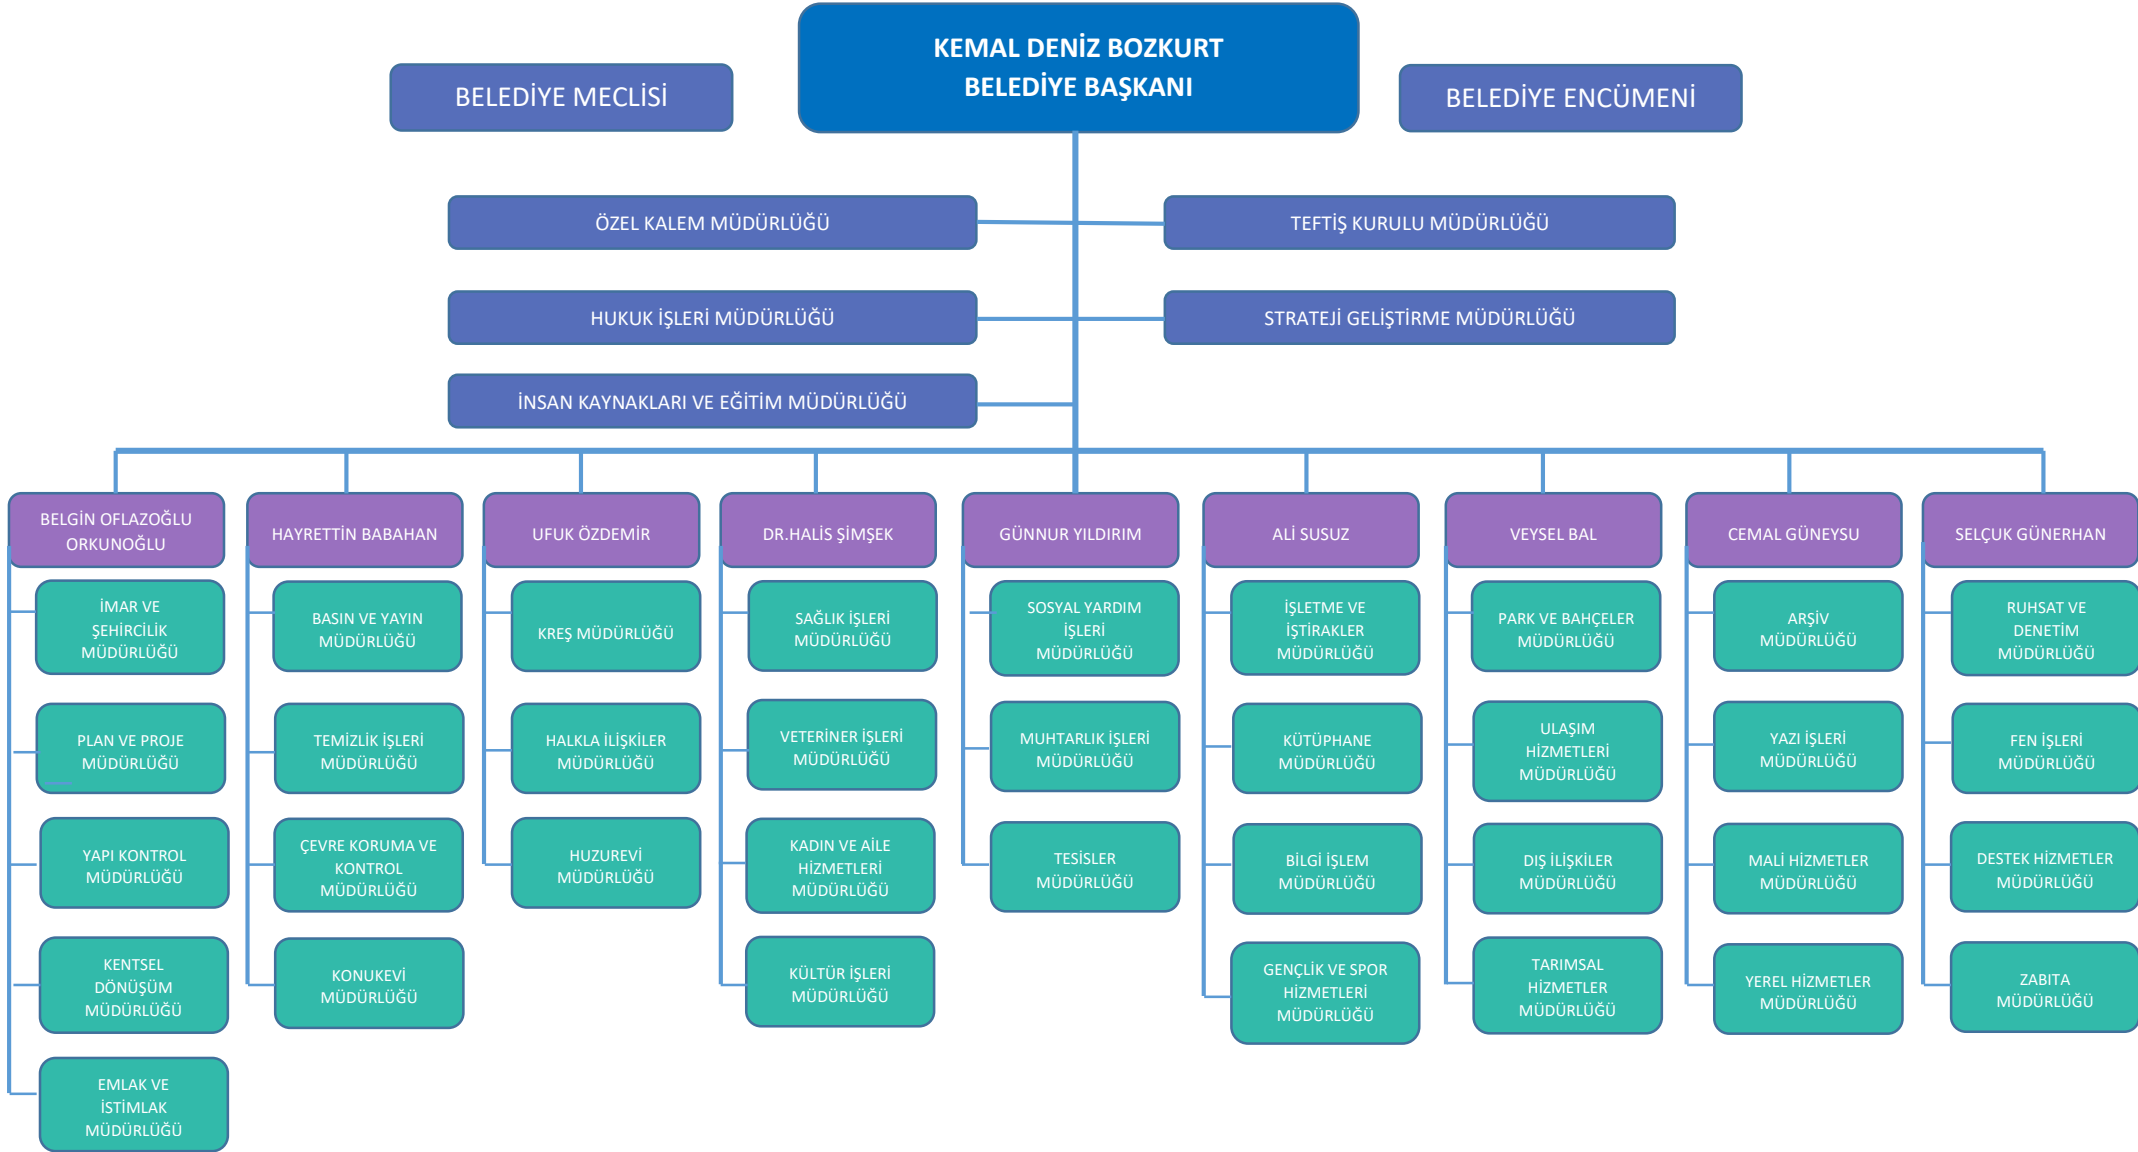 KEMAL DENİZ BOZKURT
BELEDİYE BAŞKANI
BELEDİYE MECLİSİ
BELEDİYE ENCÜMENİ
ÖZEL KALEM MÜDÜRLÜĞÜ
TEFTİŞ KURULU MÜDÜRLÜĞÜ
HUKUK İŞLERİ MÜDÜRLÜĞÜ
STRATEJİ GELİŞTİRME MÜDÜRLÜĞÜ
İNSAN KAYNAKLARI VE EĞİTİM MÜDÜRLÜĞÜ
BELGİN OFLAZOĞLU
ORKUNOĞLU
İMAR VE
ŞEHİRCİLİK
MÜDÜRLÜĞÜ
PLAN VE PROJE
MÜDÜRLÜĞÜ
YAPI KONTROL
MÜDÜRLÜĞÜ
KENTSEL
DÖNÜŞÜM
MÜDÜRLÜĞÜ
EMLAK VE
İSTİMLAK
MÜDÜRLÜĞÜ
HAYRETTİN BABAHAN
BASIN VE YAYIN
MÜDÜRLÜĞÜ
TEMİZLİK İŞLERİ
MÜDÜRLÜĞÜ
ÇEVRE KORUMA VE
KONTROL
MÜDÜRLÜĞÜ
KONUKEVİ
MÜDÜRLÜĞÜ
UFUK ÖZDEMİR
KREŞ MÜDÜRLÜĞÜ
HALKLA İLİŞKİLER
MÜDÜRLÜĞÜ
HUZUREVİ
MÜDÜRLÜĞÜ
DR.HALİS ŞİMŞEK
SAĞLIK İŞLERİ
MÜDÜRLÜĞÜ
VETERİNER İŞLERİ
MÜDÜRLÜĞÜ
KADIN VE AİLE
HİZMETLERİ
MÜDÜRLÜĞÜ
KÜLTÜR İŞLERİ
MÜDÜRLÜĞÜ
GÜNNUR YILDIRIM
SOSYAL YARDIM
İŞLERİ
MÜDÜRLÜĞÜ
MUHTARLIK İŞLERİ
MÜDÜRLÜĞÜ
TESİSLER
MÜDÜRLÜĞÜ
ALİ SUSUZ
İŞLETME VE
İŞTİRAKLER
MÜDÜRLÜĞÜ
KÜTÜPHANE
MÜDÜRLÜĞÜ
BİLGİ İŞLEM
MÜDÜRLÜĞÜ
GENÇLİK VE SPOR
HİZMETLERİ
MÜDÜRLÜĞÜ
VEYSEL BAL
PARK VE BAHÇELER
MÜDÜRLÜĞÜ
ULAŞIM
HİZMETLERİ
MÜDÜRLÜĞÜ
DIŞ İLİŞKİLER
MÜDÜRLÜĞÜ
TARIMSAL
HİZMETLER
MÜDÜRLÜĞÜ
CEMAL GÜNEYSU
ARŞİV
MÜDÜRLÜĞÜ
YAZI İŞLERİ
MÜDÜRLÜĞÜ
MALİ HİZMETLER
MÜDÜRLÜĞÜ
YEREL HİZMETLER
MÜDÜRLÜĞÜ
SELÇUK GÜNERHAN
RUHSAT VE
DENETİM
MÜDÜRLÜĞÜ
FEN İŞLERİ
MÜDÜRLÜĞÜ
DESTEK HİZMETLER
MÜDÜRLÜĞÜ
ZABITA
MÜDÜRLÜĞÜ